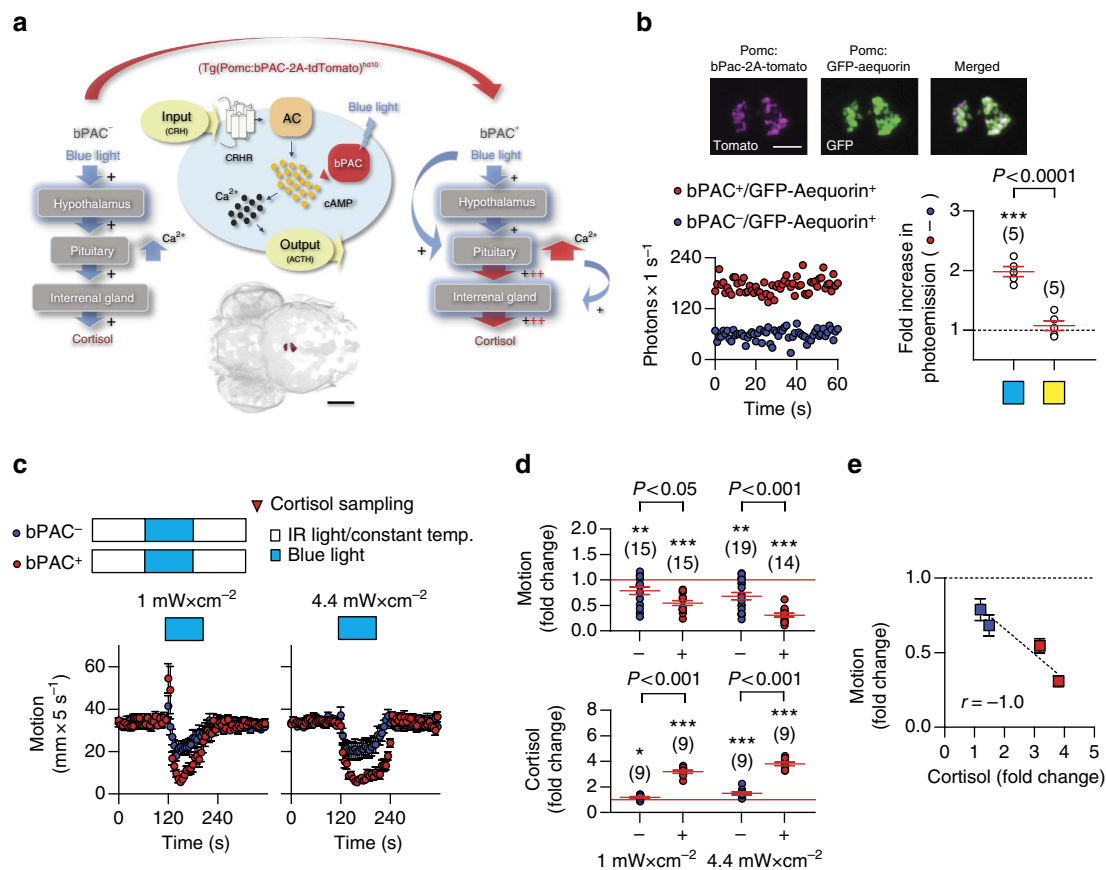 a
(Tg(Pomc:bPAC-2A-tdTomato)hd10
bPAC−
Blue light
+
Hypothalamus
+
Pituitary
Ca2+
+
Interrenal gland
+
Cortisol
Input
(CRH)
CRHR
AC
Blue light
bPAC
cAMP
Ca2+
Output
(ACTH)
bPAC+
Blue light
+
Hypothalamus
+
+
Pituitary
Ca2+
+++
Interrenal gland
+
+++
Cortisol
b
Pomc:
bPac-2A-tomato
Pomc:
GFP-aequorin
Merged
Tomato
GFP
bPAC+/GFP-Aequorin+
bPAC−/GFP-Aequorin+
Photons × 1 s−1
240
120
0
0 20 40 60
Time (s)
Fold increase in
photoemission ( – )
P<0.0001
***
(5)
(5)
3
2
1
c
Cortisol sampling
bPAC−
bPAC+
IR light/constant temp.
Blue light
1 mW×cm−2
4.4 mW×cm−2
Motion
(mm × 5 s−1)
60
40
20
0
0 120 240
Time (s)
0 120 240
Time (s)
d
P<0.05
P<0.001
Motion
(fold change)
2.0
1.5
1.0
0.5
0.0
**
(15)
***
(15)
**
(19)
***
(14)
− + − +
P<0.001
P<0.001
Cortisol
(fold change)
8
6
4
2
0
*
(9)
***
(9)
***
(9)
***
(9)
− + − +
1 mW×cm−2
4.4 mW×cm−2
e
Motion
(fold change)
1.0
0.5
0.0
r = −1.0
0 1 2 3 4 5
Cortisol (fold change)